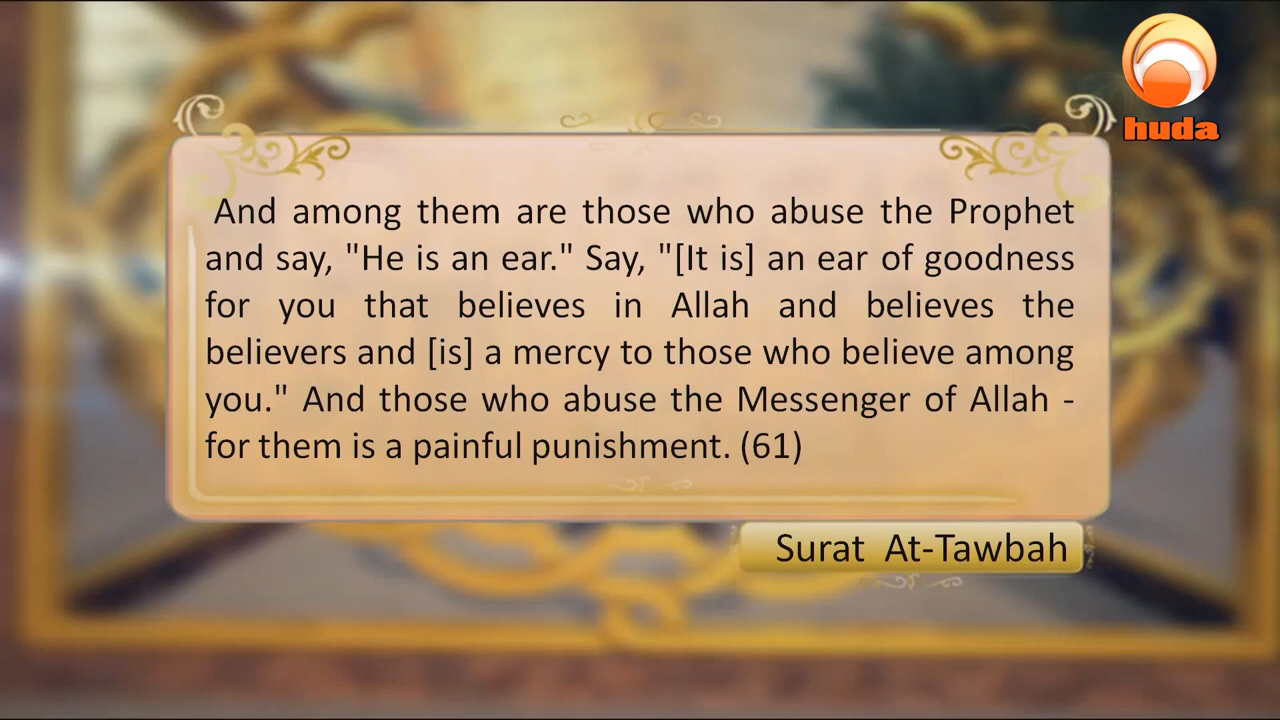 huda
And among them are those who abuse the Prophet
and say, "He is an ear." Say, "[It is] an ear of goodness
for you that believes in Allah and believes the
believers and [is] a mercy to those who believe among
you." And those who abuse the Messenger of Allah -
for them is a painful punishment. (61)
Surat At-Tawbah